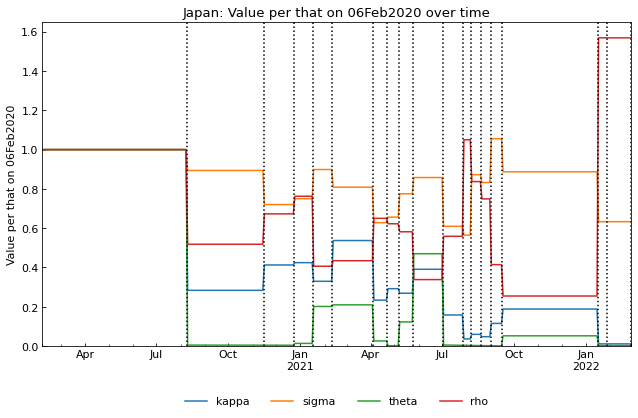 Japan: Value per that on 06Feb2020 over time
Value per that on 06Feb2020
1.6
1.4
1.2
1.0
0.8
0.6
0.4
0.2
0.0
Apr Jul Oct Jan Apr Jul Oct Jan
2021 2022
kappa sigma theta rho